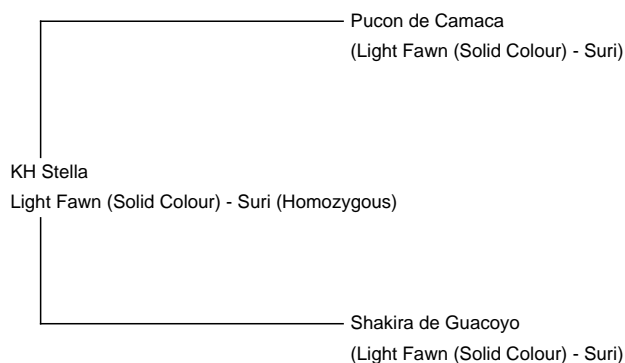 Pucon de Camaca
(Light Fawn (Solid Colour) - Suri)
KH Stella
Light Fawn (Solid Colour) - Suri (Homozygous)
Shakira de Guacoyo
(Light Fawn (Solid Colour) - Suri)